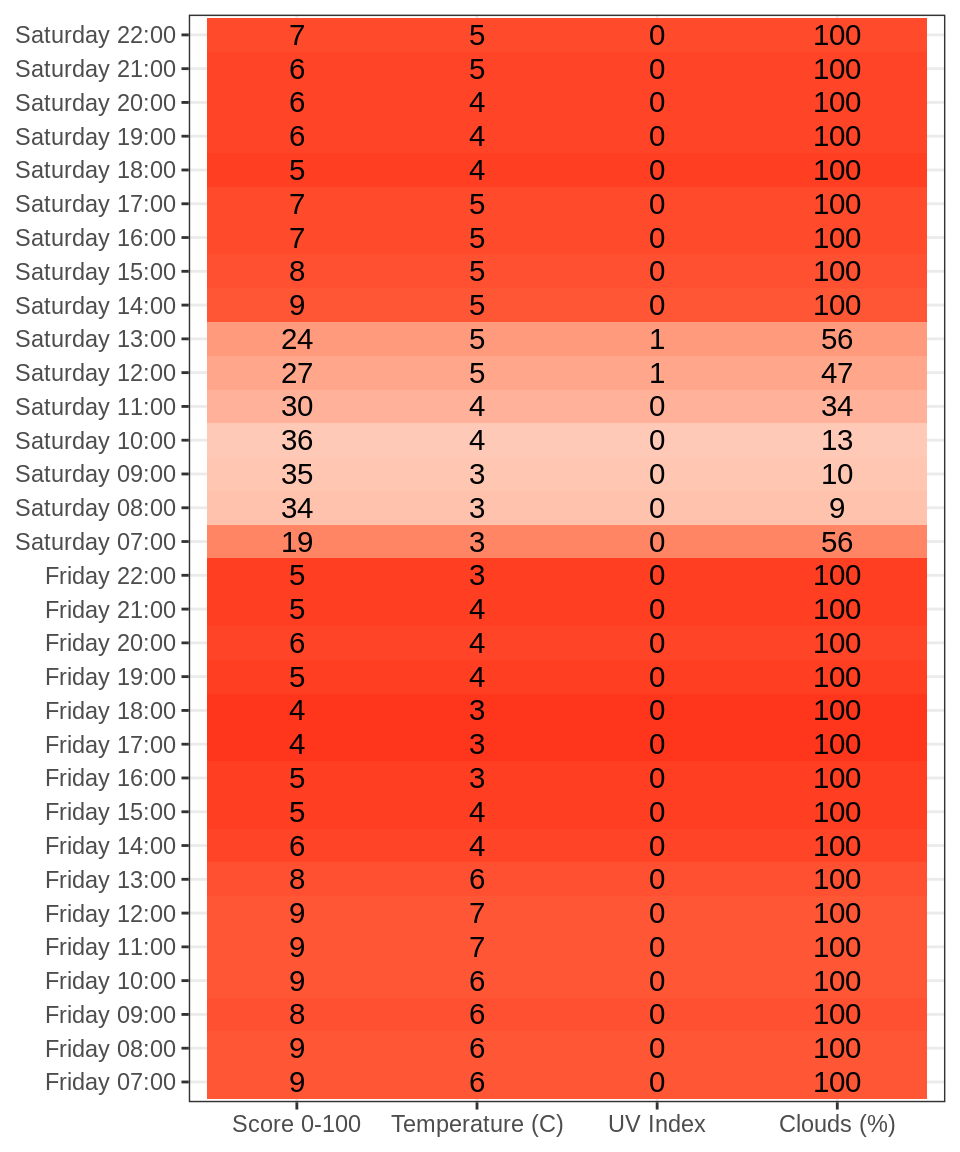 Saturday 22:00 7 5 0 100
Saturday 21:00 6 5 0 100
Saturday 20:00 6 4 0 100
Saturday 19:00 6 4 0 100
Saturday 18:00 5 4 0 100
Saturday 17:00 7 5 0 100
Saturday 16:00 7 5 0 100
Saturday 15:00 8 5 0 100
Saturday 14:00 9 5 0 100
Saturday 13:00 24 5 1 56
Saturday 12:00 27 5 1 47
Saturday 11:00 30 4 0 34
Saturday 10:00 36 4 0 13
Saturday 09:00 35 3 0 10
Saturday 08:00 34 3 0 9
Saturday 07:00 19 3 0 56
Friday 22:00 5 3 0 100
Friday 21:00 5 4 0 100
Friday 20:00 6 4 0 100
Friday 19:00 5 4 0 100
Friday 18:00 4 3 0 100
Friday 17:00 4 3 0 100
Friday 16:00 5 3 0 100
Friday 15:00 5 4 0 100
Friday 14:00 6 4 0 100
Friday 13:00 8 6 0 100
Friday 12:00 9 7 0 100
Friday 11:00 9 7 0 100
Friday 10:00 9 6 0 100
Friday 09:00 8 6 0 100
Friday 08:00 9 6 0 100
Friday 07:00 9 6 0 100
Score 0-100 Temperature (C) UV Index Clouds (%)